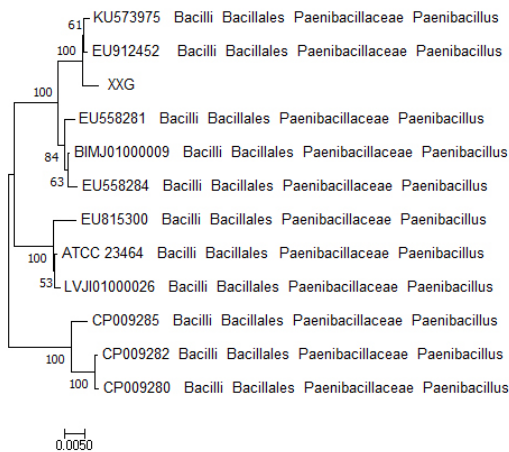 61
KU573975 Bacilli Bacillales Paenibacillaceae Paenibacillus
100
EU912452 Bacilli Bacillales Paenibacillaceae Paenibacillus
XXG
100
EU558281 Bacilli Bacillales Paenibacillaceae Paenibacillus
84
BIMJ01000009 Bacilli Bacillales Paenibacillaceae Paenibacillus
63
EU558284 Bacilli Bacillales Paenibacillaceae Paenibacillus
EU815300 Bacilli Bacillales Paenibacillaceae Paenibacillus
100
ATCC 23464 Bacilli Bacillales Paenibacillaceae Paenibacillus
53
LVJI01000026 Bacilli Bacillales Paenibacillaceae Paenibacillus
CP009285 Bacilli Bacillales Paenibacillaceae Paenibacillus
100
CP009282 Bacilli Bacillales Paenibacillaceae Paenibacillus
100
CP009280 Bacilli Bacillales Paenibacillaceae Paenibacillus
0.0050